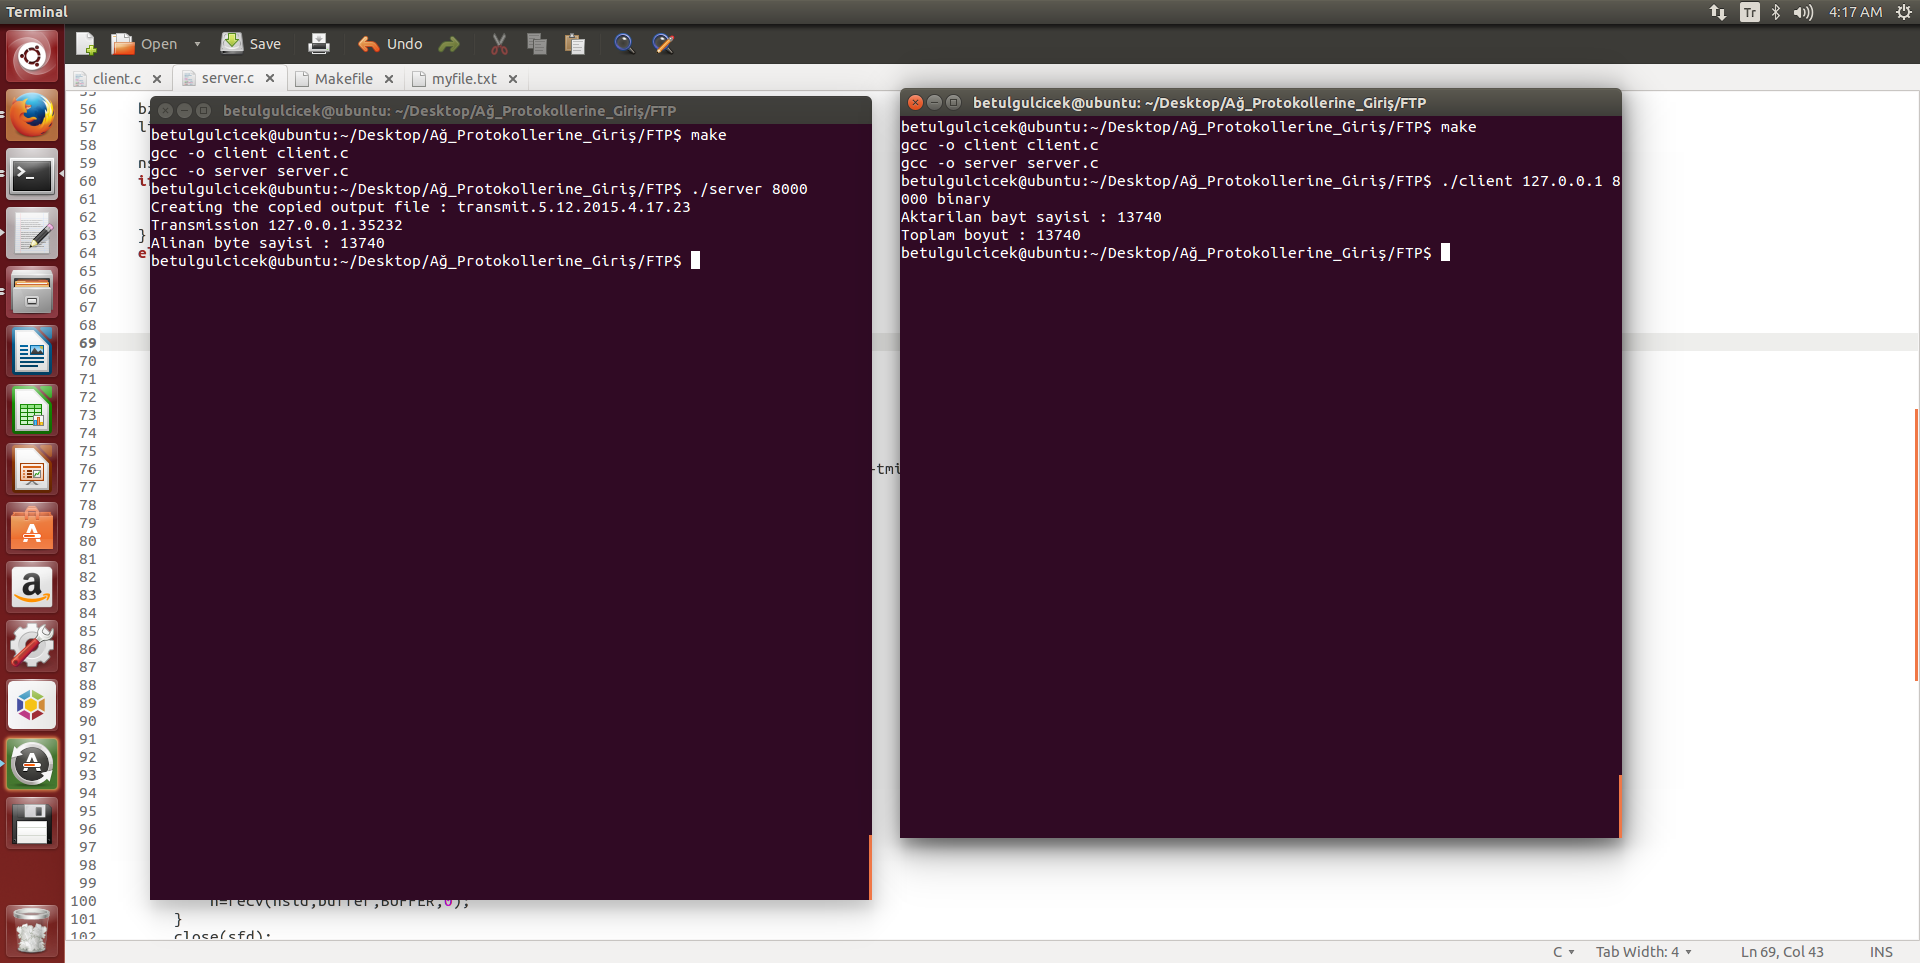 Terminal
Tr
4:17 AM
Open
Save
Undo
client.c
server.c
Makefile
myfile.txt
betulgulcicek@ubuntu: ~/Desktop/Ağ_Protokollerine_Giriş/FTP
betulgulcicek@ubuntu:~/Desktop/Ağ_Protokollerine_Giriş/FTP$ make
gcc -o client client.c
gcc -o server server.c
betulgulcicek@ubuntu:~/Desktop/Ağ_Protokollerine_Giriş/FTP$ ./server 8000
Creating the copied output file : transmit.5.12.2015.4.17.23
Transmission 127.0.0.1.35232
Alinan byte sayisi : 13740
betulgulcicek@ubuntu:~/Desktop/Ağ_Protokollerine_Giriş/FTP$
betulgulcicek@ubuntu: ~/Desktop/Ağ_Protokollerine_Giriş/FTP
betulgulcicek@ubuntu:~/Desktop/Ağ_Protokollerine_Giriş/FTP$ make
gcc -o client client.c
gcc -o server server.c
betulgulcicek@ubuntu:~/Desktop/Ağ_Protokollerine_Giriş/FTP$ ./client 127.0.0.1 8
000 binary
Aktarilan bayt sayisi : 13740
Toplam boyut : 13740
betulgulcicek@ubuntu:~/Desktop/Ağ_Protokollerine_Giriş/FTP$
56
57
58
59
60
61
62
63 }
64
65
66
67
68
69
70
71
72
73
74
75
76
77
78
79
80
81
82
83
84
85
86
87
88
89
90
91
92
93
94
95
96
97
98
99
100 n=recv(nsfd,buffer,BUFFER,0);
101 }
102 close(sfd);
C
Tab Width: 4
Ln 69, Col 43
INS